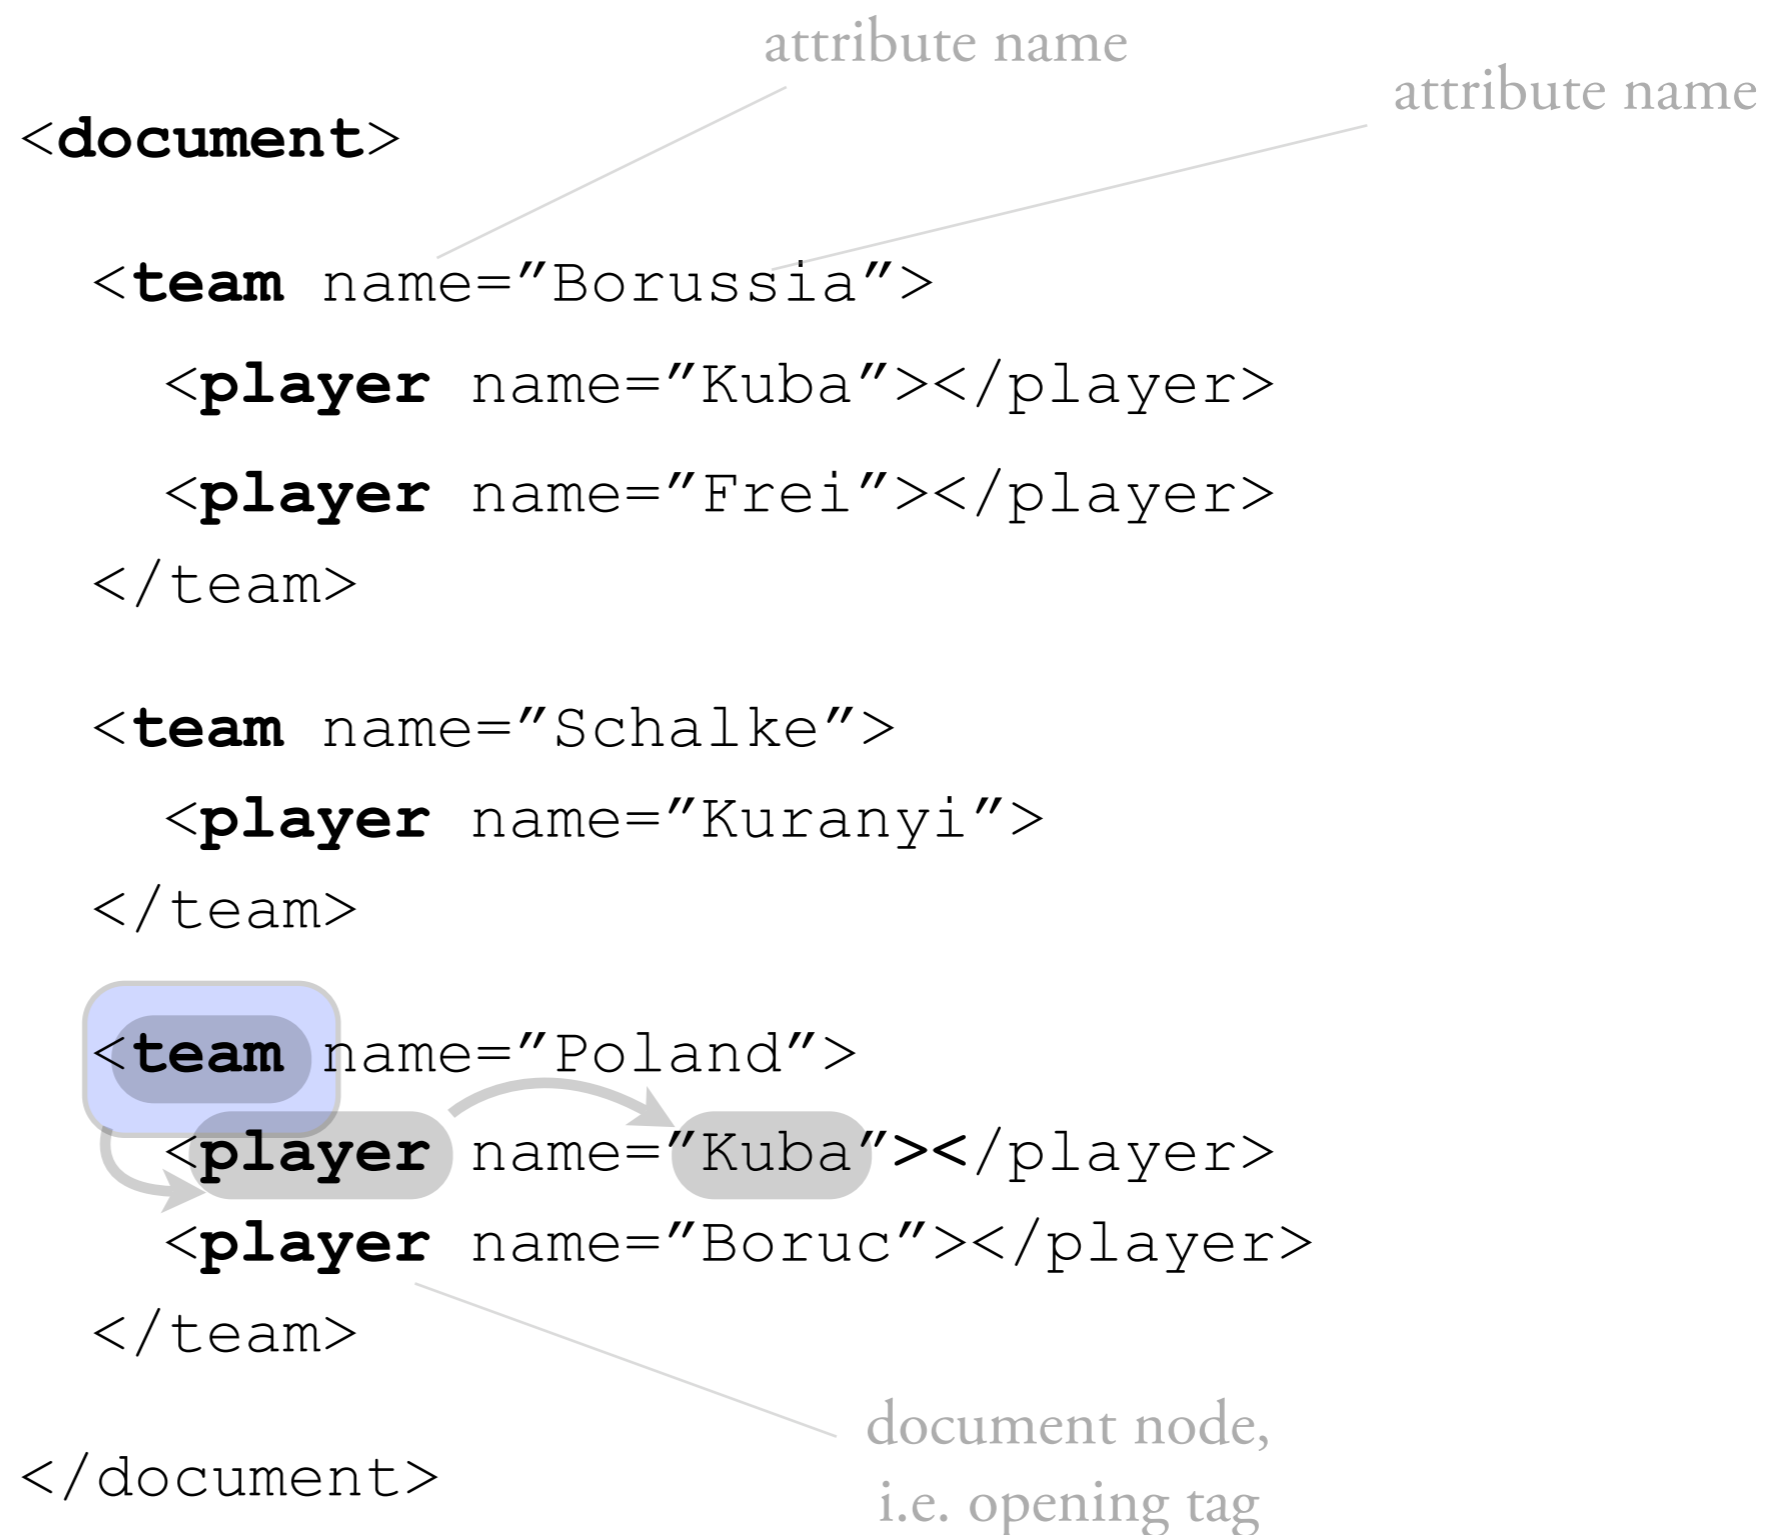 attribute name
attribute name
<document>
<team name=”Borussia”>
<player name=”Kuba”></player>
<player name=”Frei”></player>
</team>
<team name=”Schalke”>
<player name=”Kuranyi”>
</team>
<team name=”Poland”>
<player name=”Kuba”></player>
<player name=”Boruc”></player>
</team>
document node,
</document>
i.e. opening tag